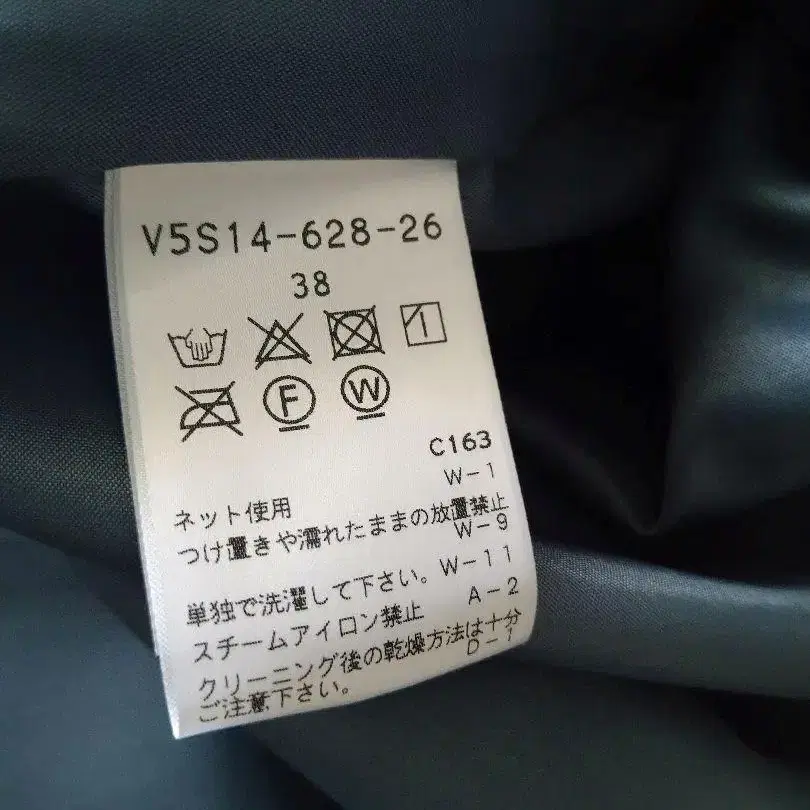 V5S14-628-26
38
F W
C163
W-1
ネット使用
つけ置きや濡れたままの放置禁止
W-9
単独で洗濯して下さい。W-11
スチームアイロン禁止 A-2
クリーニング後の乾燥方法は十分
D-1
ご注意下さい。